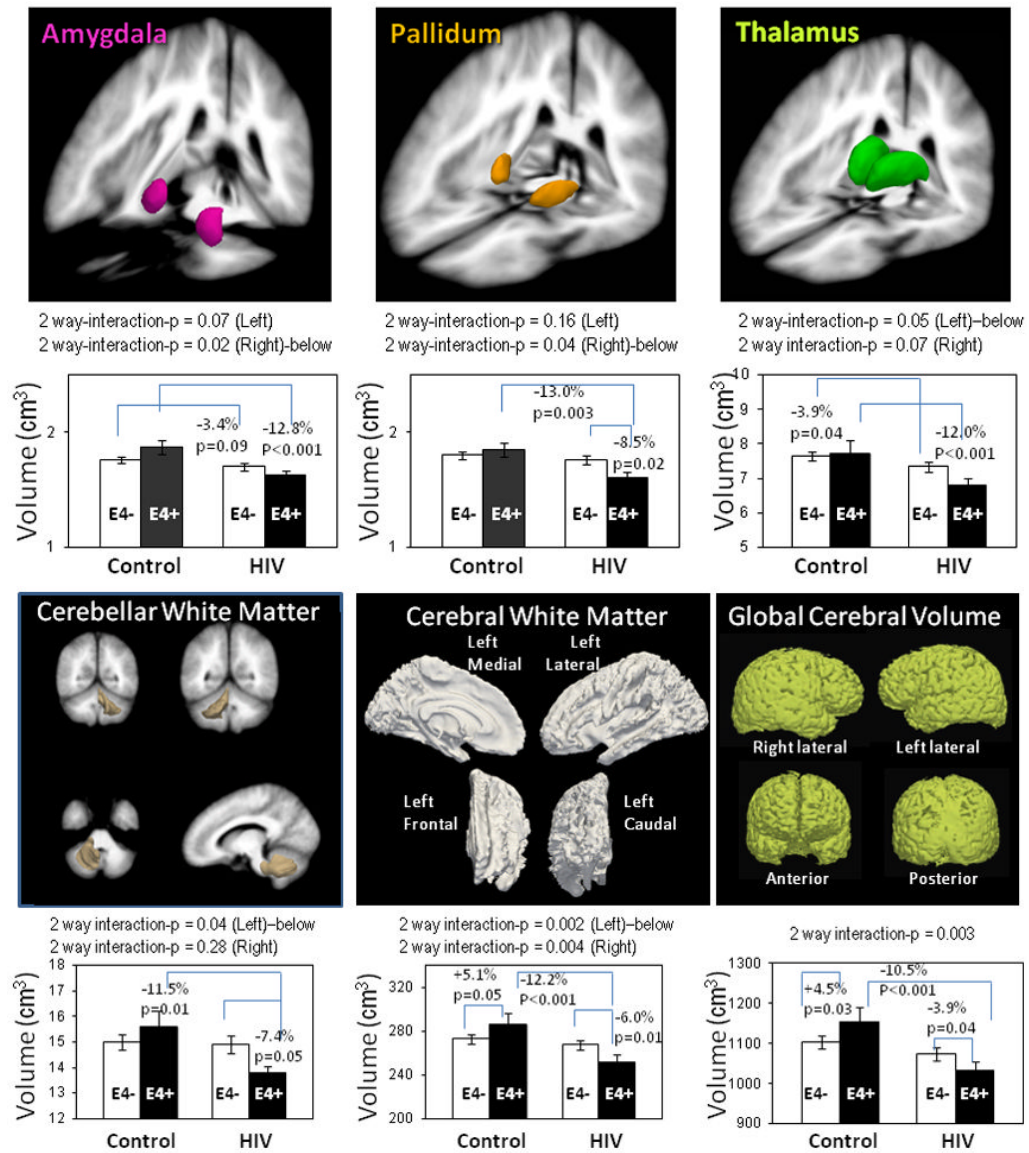 Amygdala
Pallidum
Thalamus
2 way-interaction-p = 0.07 (Left)
2 way-interaction-p = 0.02 (Right)-below
2 way-interaction-p = 0.16 (Left)
2 way-interaction-p = 0.04 (Right)-below
2 way-interaction-p = 0.05 (Left)–below
2 way interaction-p = 0.07 (Right)
Volume (cm³)
2
1
-3.4%
p=0.09
-12.8%
P<0.001
E4-
E4+
E4-
E4+
Control
HIV
Volume (cm³)
2
1
-13.0%
p=0.003
-8.5%
p=0.02
E4-
E4+
E4-
E4+
Control
HIV
Volume (cm³)
10
9
8
7
6
5
-3.9%
p=0.04
-12.0%
P<0.001
E4-
E4+
E4-
E4+
Control
HIV
Cerebellar White Matter
Cerebral White Matter
Left
Medial
Left
Lateral
Left
Frontal
Left
Caudal
Global Cerebral Volume
Right lateral
Left lateral
Anterior
Posterior
2 way interaction-p = 0.04 (Left)–below
2 way interaction-p = 0.28 (Right)
2 way interaction-p = 0.002 (Left)–below
2 way interaction-p = 0.004 (Right)
2 way interaction-p = 0.003
Volume (cm³)
18
17
16
15
14
13
12
-11.5%
p=0.01
-7.4%
p=0.05
E4-
E4+
E4-
E4+
Control
HIV
Volume (cm³)
320
280
240
200
+5.1%
p=0.05
-12.2%
P<0.001
-6.0%
p=0.01
E4-
E4+
E4-
E4+
Control
HIV
Volume (cm³)
1300
1200
1100
1000
900
+4.5%
p=0.03
-10.5%
P<0.001
-3.9%
p=0.04
E4-
E4+
E4-
E4+
Control
HIV